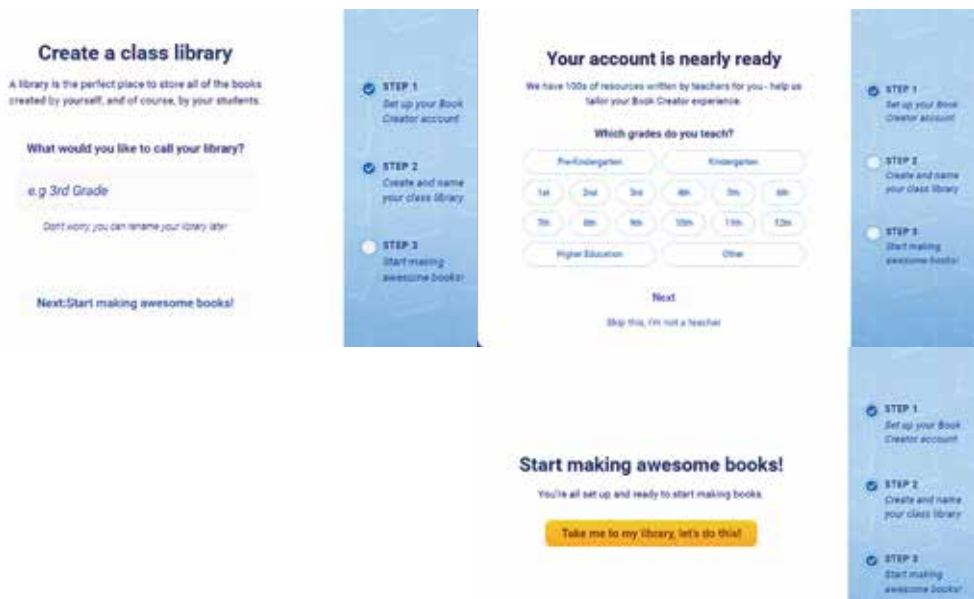 Create a class library
A library is the perfect place to store all of the books
created by yourself, and of course, by your students.
What would you like to call your library?
e.g 3rd Grade
Don't worry, you can rename your library later
Next:Start making awesome books!
STEP 1
Set up your Book
Creator account
STEP 2
Create and name
your class library
STEP 3
Start making
awesome books!
Your account is nearly ready
We have 100s of resources written by teachers for you - help us
tailor your Book Creator experience.
Which grades do you teach?
Pre-Kindergarten Kindergarten
1st 2nd 3rd 4th 5th 6th
7th 8th 9th 10th 11th 12th
Higher Education Other
Next
Skip this, I'm not a teacher
STEP 1
Set up your Book
Creator account
STEP 2
Create and name
your class library
STEP 3
Start making
awesome books!
Start making awesome books!
You're all set up and ready to start making books.
Take me to my library, let's do this!
STEP 1
Set up your Book
Creator account
STEP 2
Create and name
your class library
STEP 3
Start making
awesome books!